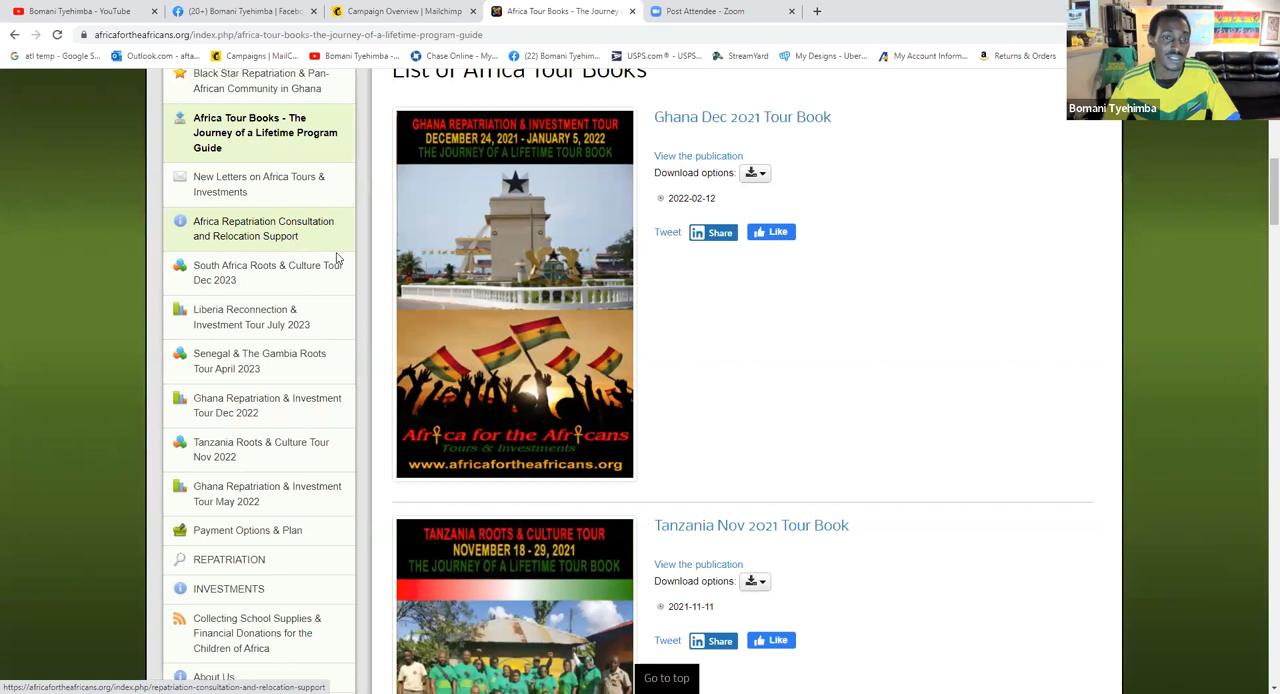 Bomani Tyehimba - YouTube
(20+) Bomani Tyehimba | Faceb
Campaign Overview | Mailchimp
Africa Tour Books - The Journey
Post Attendee - Zoom
africafortheafricans.org/index.php/africa-tour-books-the-journey-of-a-lifetime-program-guide
atl temp - Google S...
Outlook.com - afta...
Campaigns | MailC...
Bomani Tyehimba -...
Chase Online - My...
(22) Bomani Tyehim...
USPS.com® - USPS...
StreamYard
My Designs - Uber...
My Account Inform...
Returns & Orders
Bomani Tyehimba
Black Star Repatriation & Pan-
African Community in Ghana
Africa Tour Books - The
Journey of a Lifetime Program
Guide
New Letters on Africa Tours &
Investments
Africa Repatriation Consultation
and Relocation Support
South Africa Roots & Culture Tour
Dec 2023
Liberia Reconnection &
Investment Tour July 2023
Senegal & The Gambia Roots
Tour April 2023
Ghana Repatriation & Investment
Tour Dec 2022
Tanzania Roots & Culture Tour
Nov 2022
Ghana Repatriation & Investment
Tour May 2022
Payment Options & Plan
REPATRIATION
INVESTMENTS
Collecting School Supplies &
Financial Donations for the
Children of Africa
About Us
List of Africa Tour Books
GHANA REPATRIATION & INVESTMENT TOUR
DECEMBER 24, 2021 - JANUARY 5, 2022
THE JOURNEY OF A LIFETIME TOUR BOOK
Africa for the Africans
Tours & Investments
www.africafortheafricans.org
Ghana Dec 2021 Tour Book
View the publication
Download options:
2022-02-12
Tweet
Share
Like
TANZANIA ROOTS & CULTURE TOUR
NOVEMBER 18 - 29, 2021
THE JOURNEY OF A LIFETIME TOUR BOOK
Tanzania Nov 2021 Tour Book
View the publication
Download options:
2021-11-11
Tweet
Share
Like
Go to top
https://africafortheafricans.org/index.php/repatriation-consultation-and-relocation-support